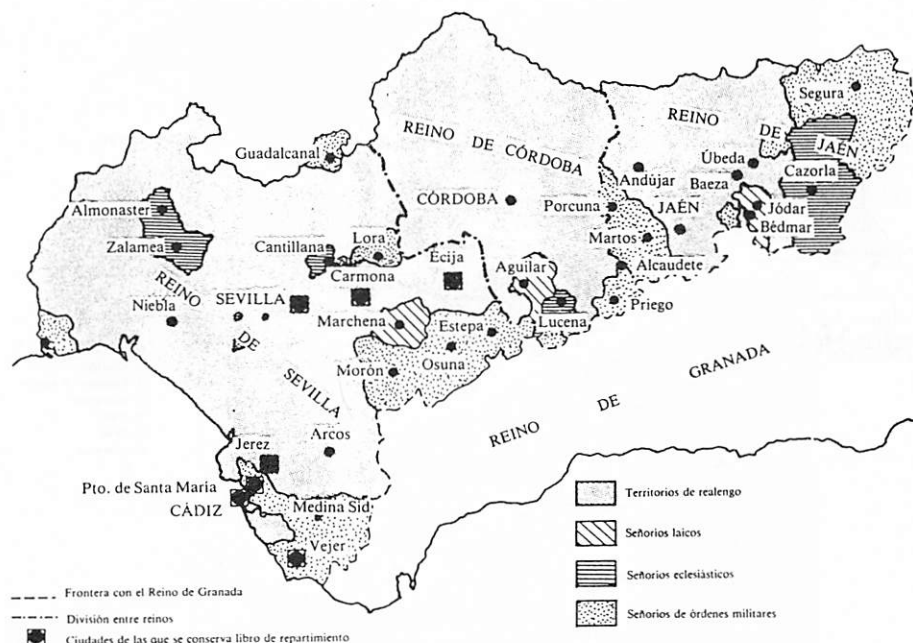 Segura
REINO
DE
JAÉN
REINO DE CÓRDOBA
Guadalcanal
Úbeda
Andújar
Baeza
Cazorla
CÓRDOBA
Porcuna
JAÉN
Jódar
Bédmar
Almonaster
Zalamea
Cantillana
Lora
Martos
Carmona
Ecija
Aguilar
Alcaudete
REINO
SEVILLA
Niebla
Marchena
Estepa
Lucena
Priego
DE
Morón
Osuna
SEVILLA
REINO DE GRANADA
Jerez
Arcos
Pto. de Santa María
CÁDIZ
Medina Sid
Vejer
Territorios de realengo
Señoríos laicos
Señoríos eclesiásticos
Señoríos de órdenes militares
Frontera con el Reino de Granada
División entre reinos
Ciudades de las que se conserva libro de repartimiento